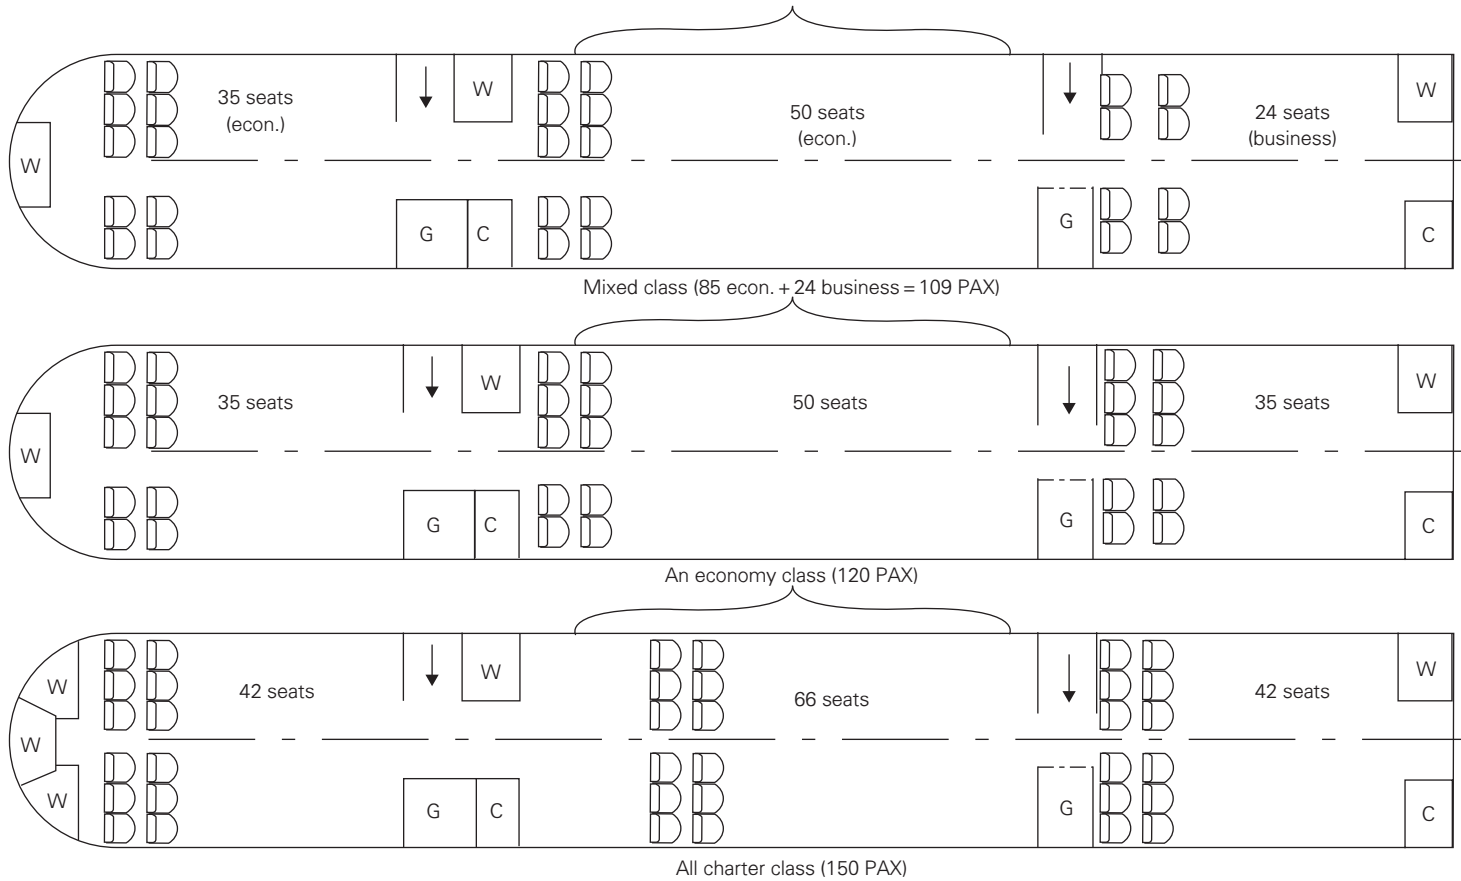 35 seats
(econ.)
W
W
50 seats
(econ.)
24 seats
(business)
W
W
G
C
G
C
Mixed class (85 econ. + 24 business = 109 PAX)
35 seats
W
50 seats
35 seats
W
W
G
C
G
C
An economy class (120 PAX)
W
42 seats
W
66 seats
42 seats
W
W
W
G
C
G
C
All charter class (150 PAX)